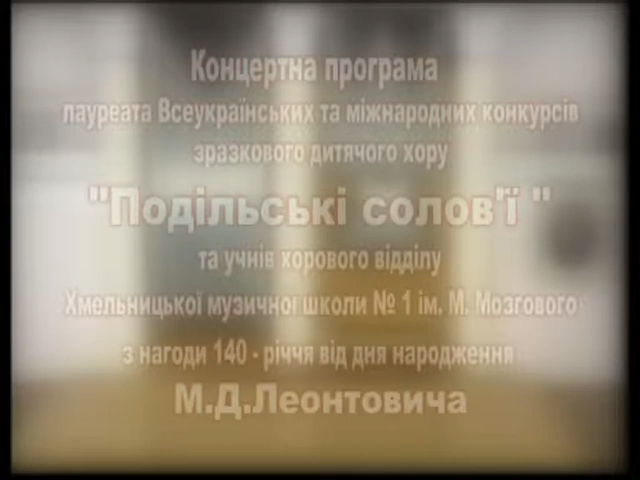 Концертна програма
лауреата Всеукраїнських та міжнародних конкурсів
зразкового дитячого хору
"Подільські солов'ї "
та учнів хорового відділу
Хмельницької музичної школи № 1 ім. М. Мозгового
з нагоди 140 - річчя від дня народження
М.Д.Леонтовича